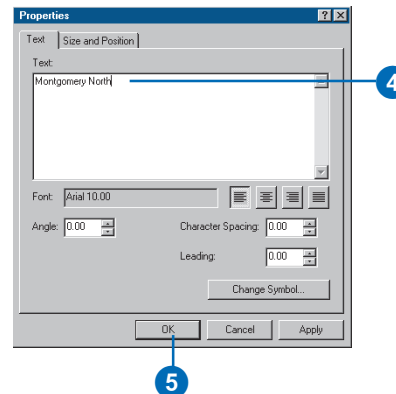 Properties
Text Size and Position
Text:
Montgomery North
4
Font: Arial 10.00
Angle: 0.00 Character Spacing: 0.00
Leading: 0.00
Change Symbol...
OK Cancel Apply
5